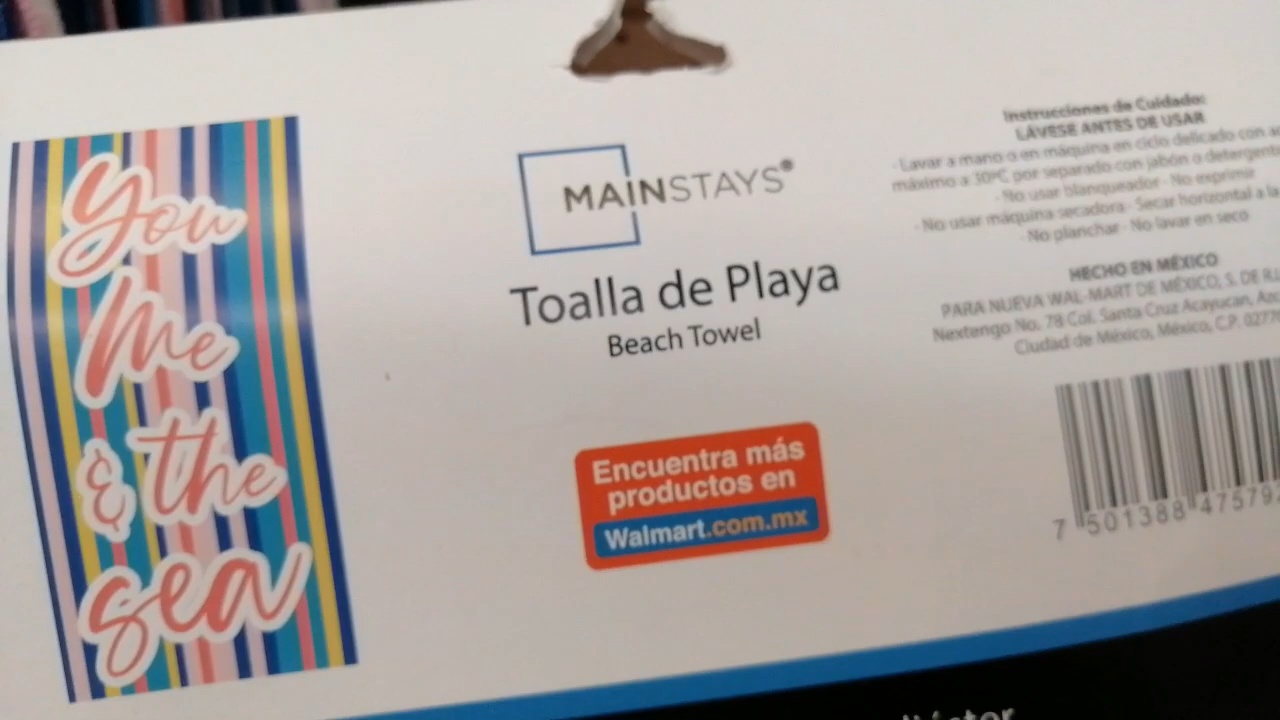 You
Me
& the
sea
MAINSTAYS®
Toalla de Playa
Beach Towel
Encuentra más
productos en
Walmart.com.mx
Instrucciones de Cuidado:
LÁVESE ANTES DE USAR
· Lavar a mano o en máquina en ciclo delicado con
máximo a 30ºC por separado con jabón o detergente
· No usar blanqueador · No exprimir
· No usar máquina secadora · Secar horizontal a la
· No planchar · No lavar en seco
HECHO EN MÉXICO
PARA NUEVA WAL-MART DE MÉXICO, S. DE R.L
Nextengo No. 78 Col. Santa Cruz Acayucan,
Ciudad de México, México, C.P. 0277
7 501388 47579